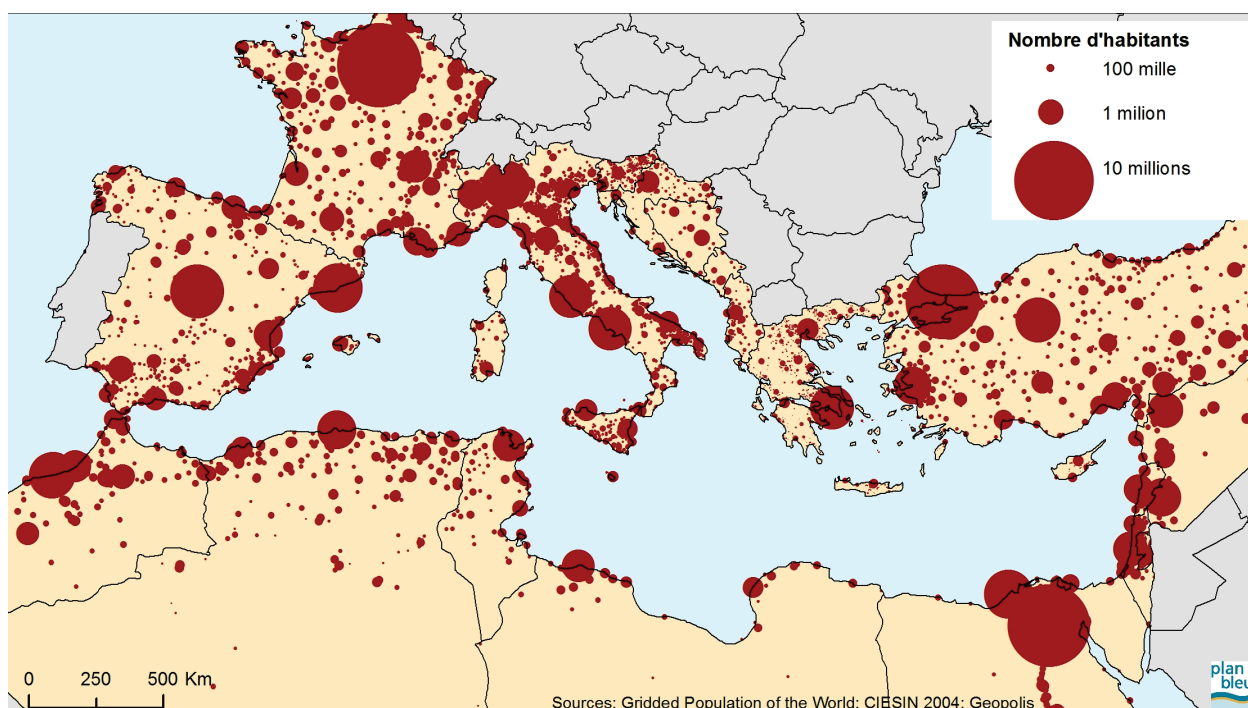 Nombre d'habitants
100 mille
1 milion
10 millions
0 250 500 Km
Sources: Gridded Population of the World; CIESIN 2004; Geopolis
plan
bleu